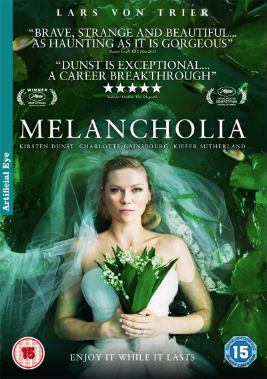 LARS VON TRIER
“BRAVE, STRANGE AND BEAUTIFUL...
AS HAUNTING AS IT IS GORGEOUS”
“DUNST IS EXCEPTIONAL...
A CAREER BREAKTHROUGH”
★★★★★
MELANCHOLIA
KIRSTEN DUNST CHARLOTTE GAINSBOURG KIEFER SUTHERLAND
Artificial Eye
ENJOY IT WHILE IT LASTS
15
15